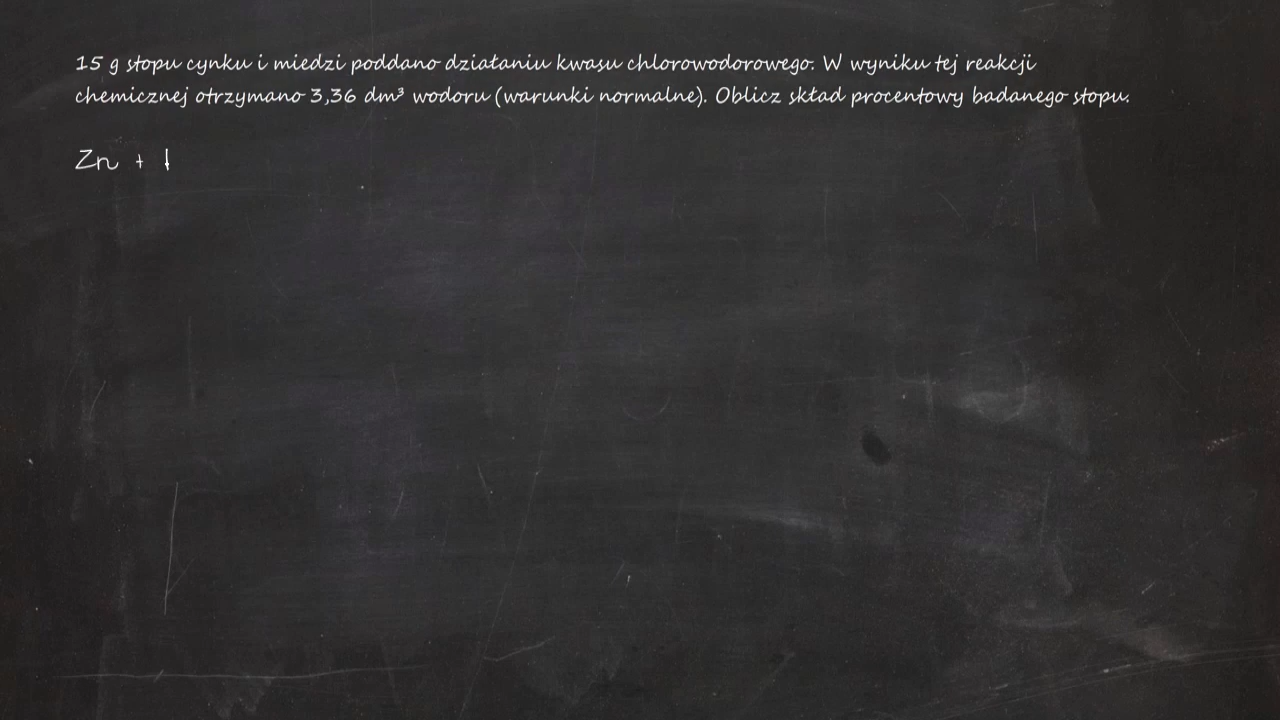 15 g stopu cynku i miedzi poddano działaniu kwasu chlorowodorowego. W wyniku tej reakcji
chemicznej otrzymano 3,36 dm³ wodoru (warunki normalne). Oblicz skład procentowy badanego stopu.
Zn +